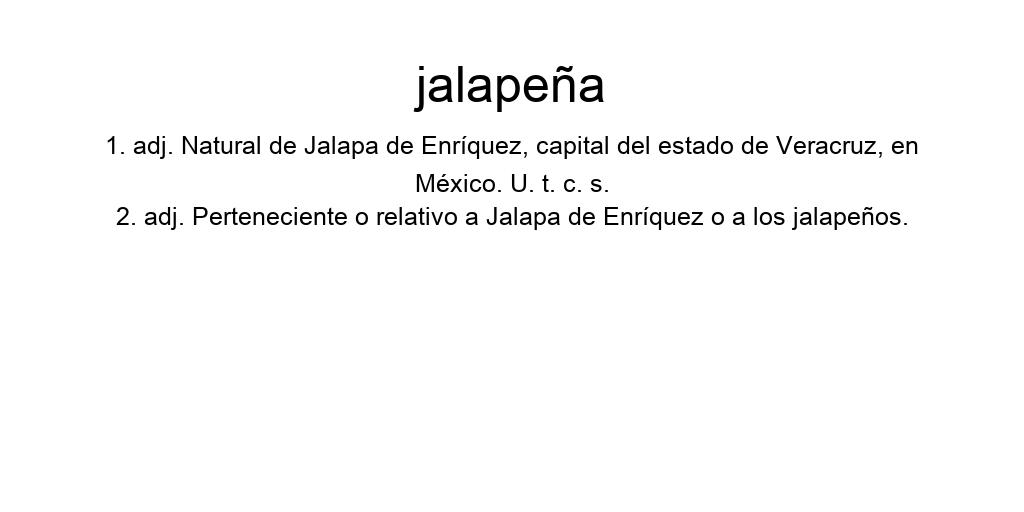 jalapeña
1. adj. Natural de Jalapa de Enríquez, capital del estado de Veracruz, en
México. U. t. c. s.
2. adj. Perteneciente o relativo a Jalapa de Enríquez o a los jalapeños.